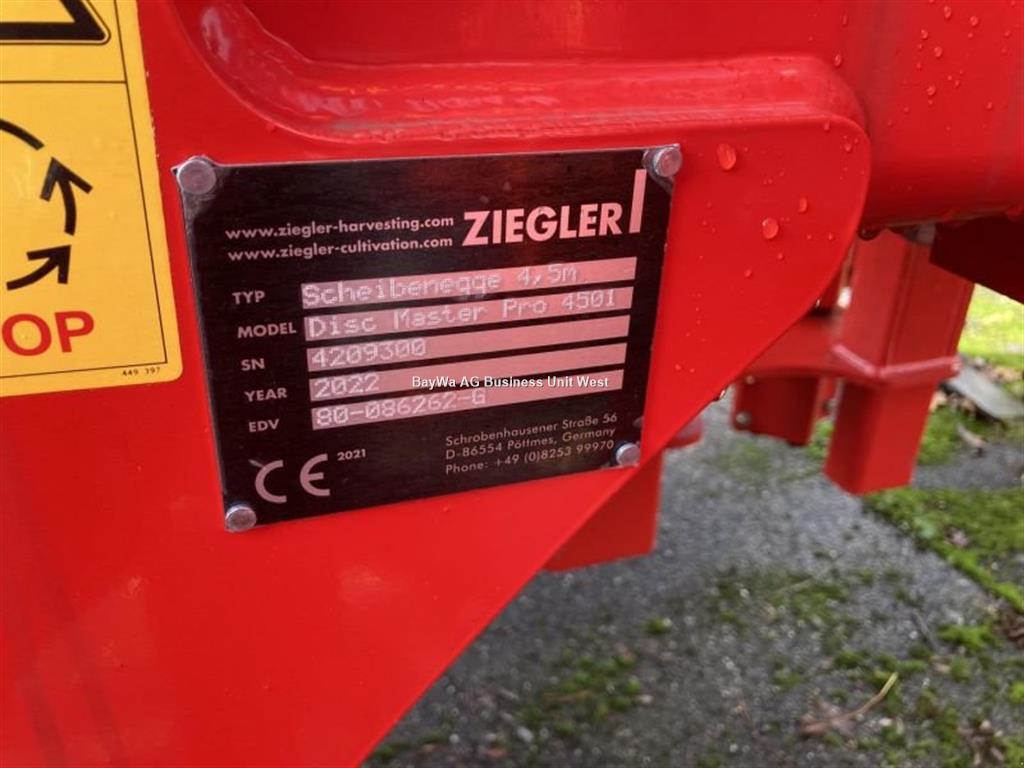 www.ziegler-harvesting.com
www.ziegler-cultivation.com
ZIEGLER
TYP Scheibenegge 4,5m
MODEL Disc Master Pro 450I
SN 4209300
YEAR 2022
EDV 80-086262-G
BayWa AG Business Unit West
CE 2021
Schrobenhausener Straße 56
D-86554 Pöttmes, Germany
Phone: +49 (0)8253 99970
OP
449 397